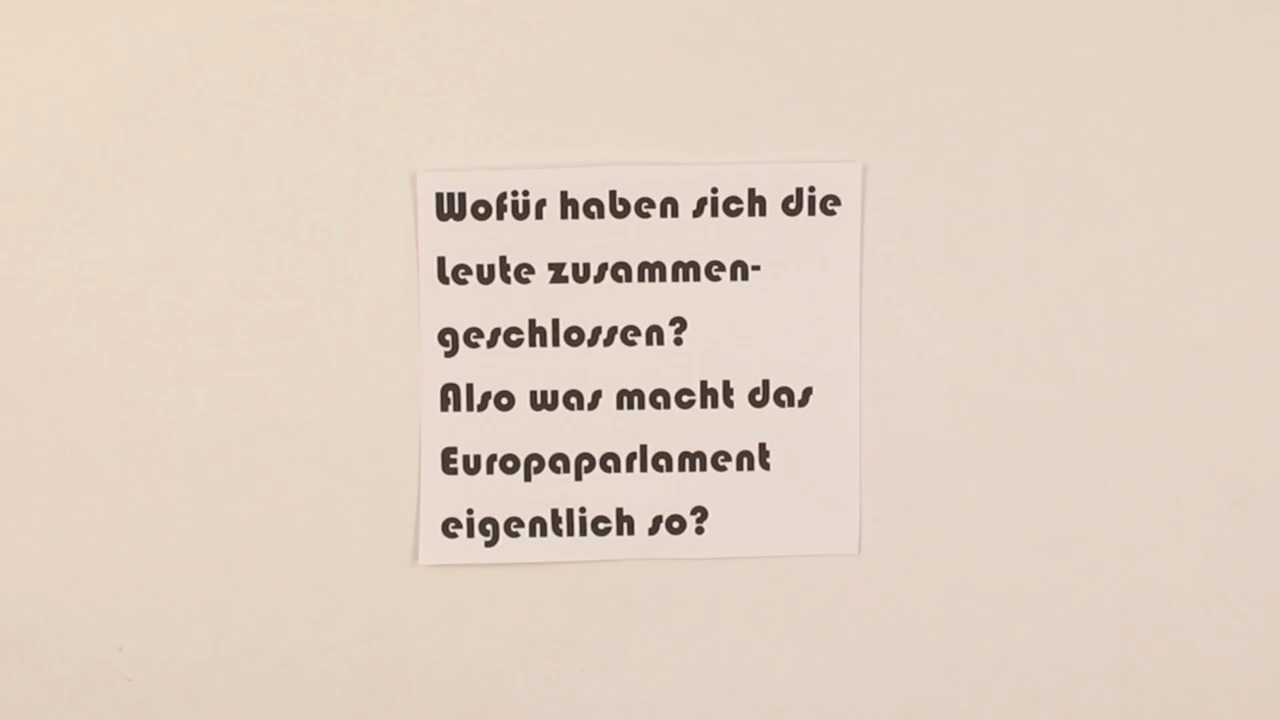 Wofür haben sich die
Leute zusammen-
geschlossen?
Also was macht das
Europaparlament
eigentlich so?